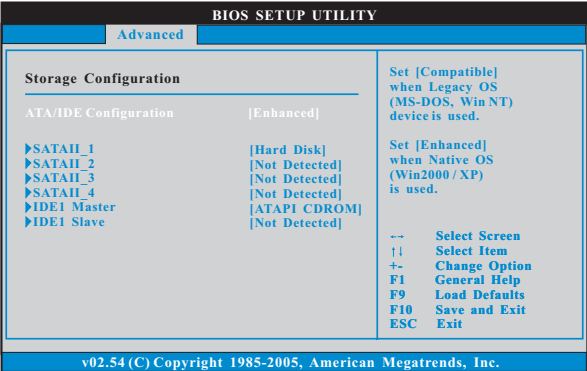 BIOS SETUP UTILITY
Advanced
Storage Configuration
ATA/IDE Configuration [Enhanced]
SATAII_1 [Hard Disk]
SATAII_2 [Not Detected]
SATAII_3 [Not Detected]
SATAII_4 [Not Detected]
IDE1 Master [ATAPI CDROM]
IDE1 Slave [Not Detected]
Set [Compatible]
when Legacy OS
(MS-DOS, Win NT)
device is used.
Set [Enhanced]
when Native OS
(Win2000 / XP)
is used.
←→ Select Screen
↑↓ Select Item
+- Change Option
F1 General Help
F9 Load Defaults
F10 Save and Exit
ESC Exit
v02.54 (C) Copyright 1985-2005, American Megatrends, Inc.